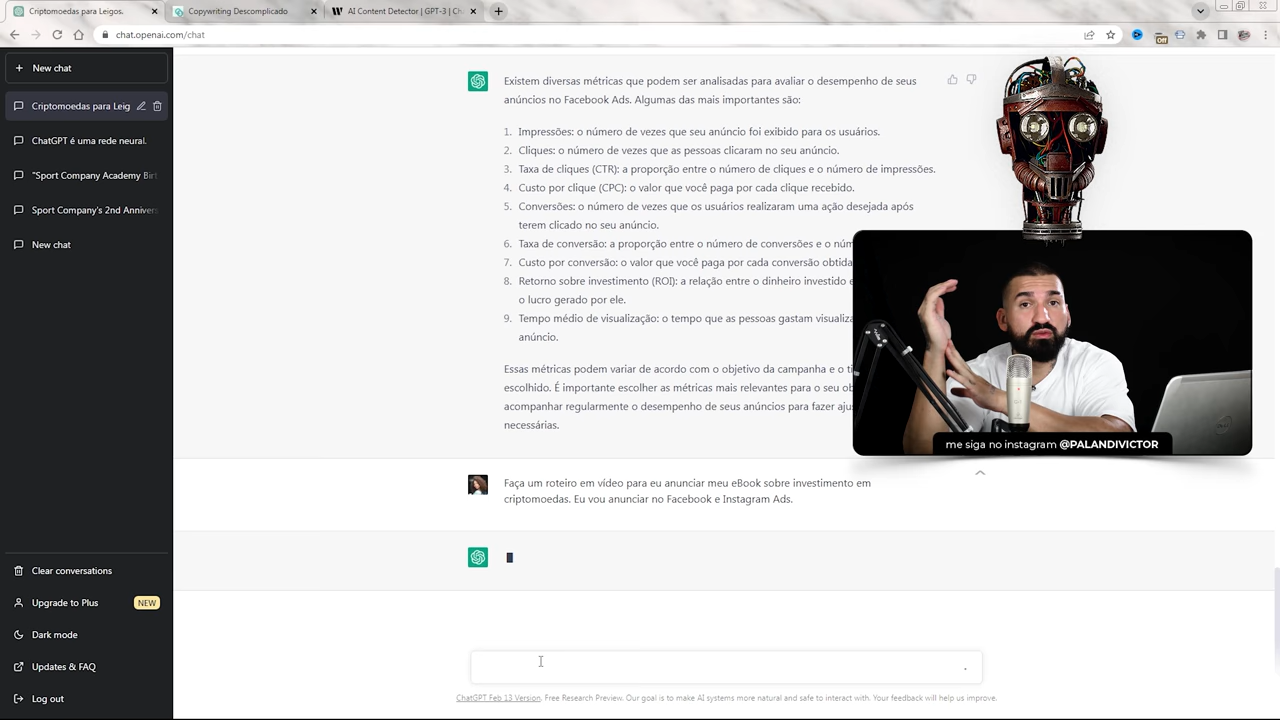 Criptomoedas para Leigos.
Copywriting Descomplicado
AI Content Detector | GPT-3 | Ch
chat.openai.com/chat
Off
New chat
Criptomoedas para Leig
ChatGPT é uma rede neural.
"Sport Company Academy Birt
Sport Company's 2nd Annivers
New chat
Clear conversations
Upgrade to Plus NEW
Dark mode
Updates & FAQ
Log out
Existem diversas métricas que podem ser analisadas para avaliar o desempenho de seus
anúncios no Facebook Ads. Algumas das mais importantes são:
1. Impressões: o número de vezes que seu anúncio foi exibido para os usuários.
2. Cliques: o número de vezes que as pessoas clicaram no seu anúncio.
3. Taxa de cliques (CTR): a proporção entre o número de cliques e o número de impressões.
4. Custo por clique (CPC): o valor que você paga por cada clique recebido.
5. Conversões: o número de vezes que os usuários realizaram uma ação desejada após
terem clicado no seu anúncio.
6. Taxa de conversão: a proporção entre o número de conversões e o núm
7. Custo por conversão: o valor que você paga por cada conversão obtida
8. Retorno sobre investimento (ROI): a relação entre o dinheiro investido e
o lucro gerado por ele.
9. Tempo médio de visualização: o tempo que as pessoas gastam visualiza
anúncio.
Essas métricas podem variar de acordo com o objetivo da campanha e o ti
escolhido. É importante escolher as métricas mais relevantes para o seu ob
acompanhar regularmente o desempenho de seus anúncios para fazer ajus
necessárias.
me siga no instagram @PALANDIVICTOR
Faça um roteiro em vídeo para eu anunciar meu eBook sobre investimento em
criptomoedas. Eu vou anunciar no Facebook e Instagram Ads.
ChatGPT Feb 13 Version. Free Research Preview. Our goal is to make AI systems more natural and safe to interact with. Your feedback will help us improve.